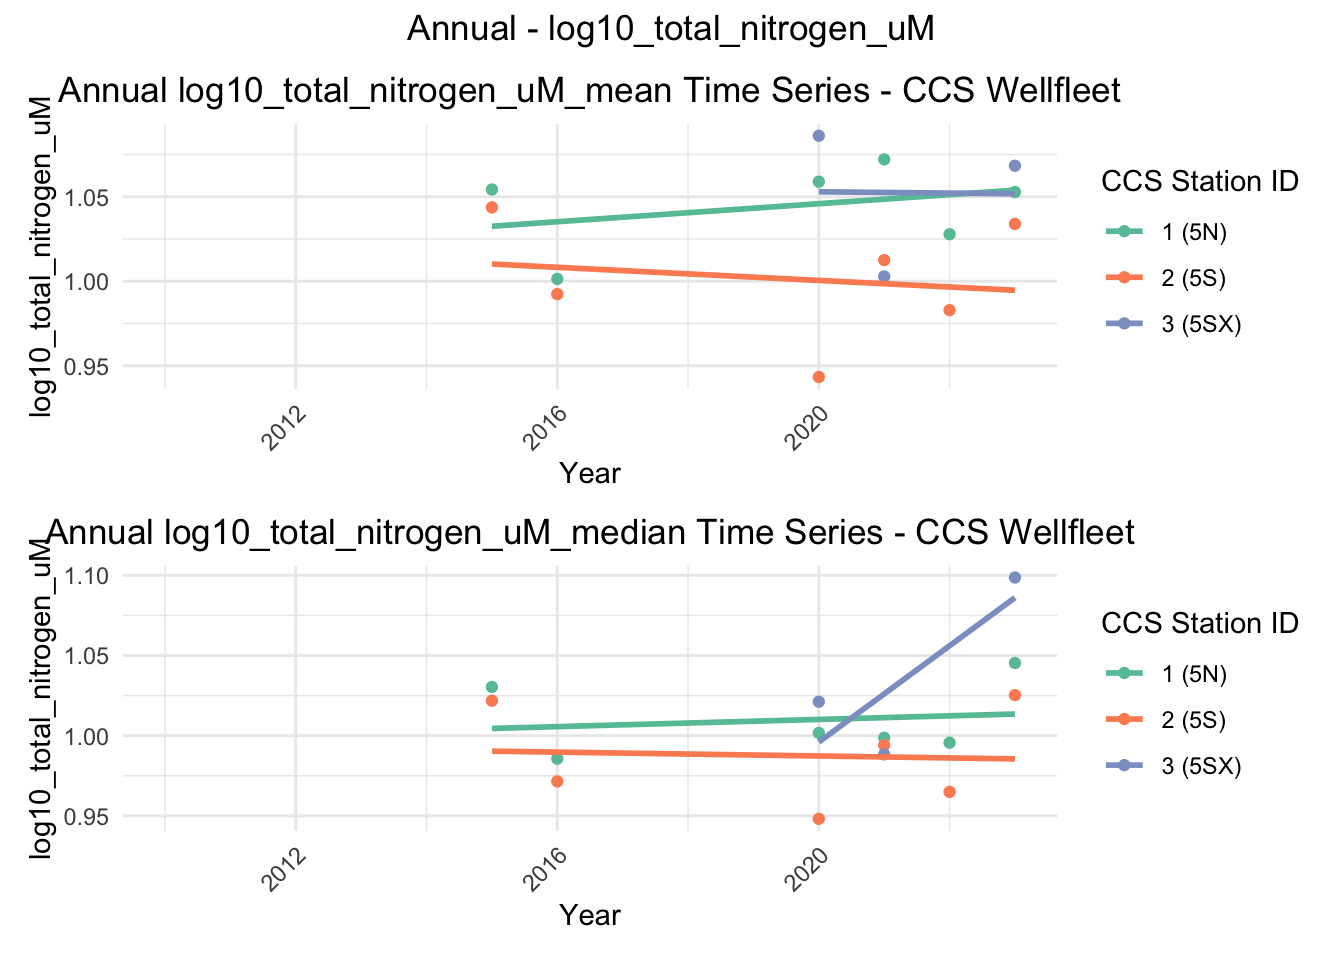 Annual - log10_total_nitrogen_uM
Annual log10_total_nitrogen_uM_mean Time Series - CCS Wellfleet
log10_total_nitrogen_uM
1.05
1.00
0.95
2012
2016
2020
Year
CCS Station ID
1 (5N)
2 (5S)
3 (5SX)
Annual log10_total_nitrogen_uM_median Time Series - CCS Wellfleet
log10_total_nitrogen_uM
1.10
1.05
1.00
0.95
2012
2016
2020
Year
CCS Station ID
1 (5N)
2 (5S)
3 (5SX)